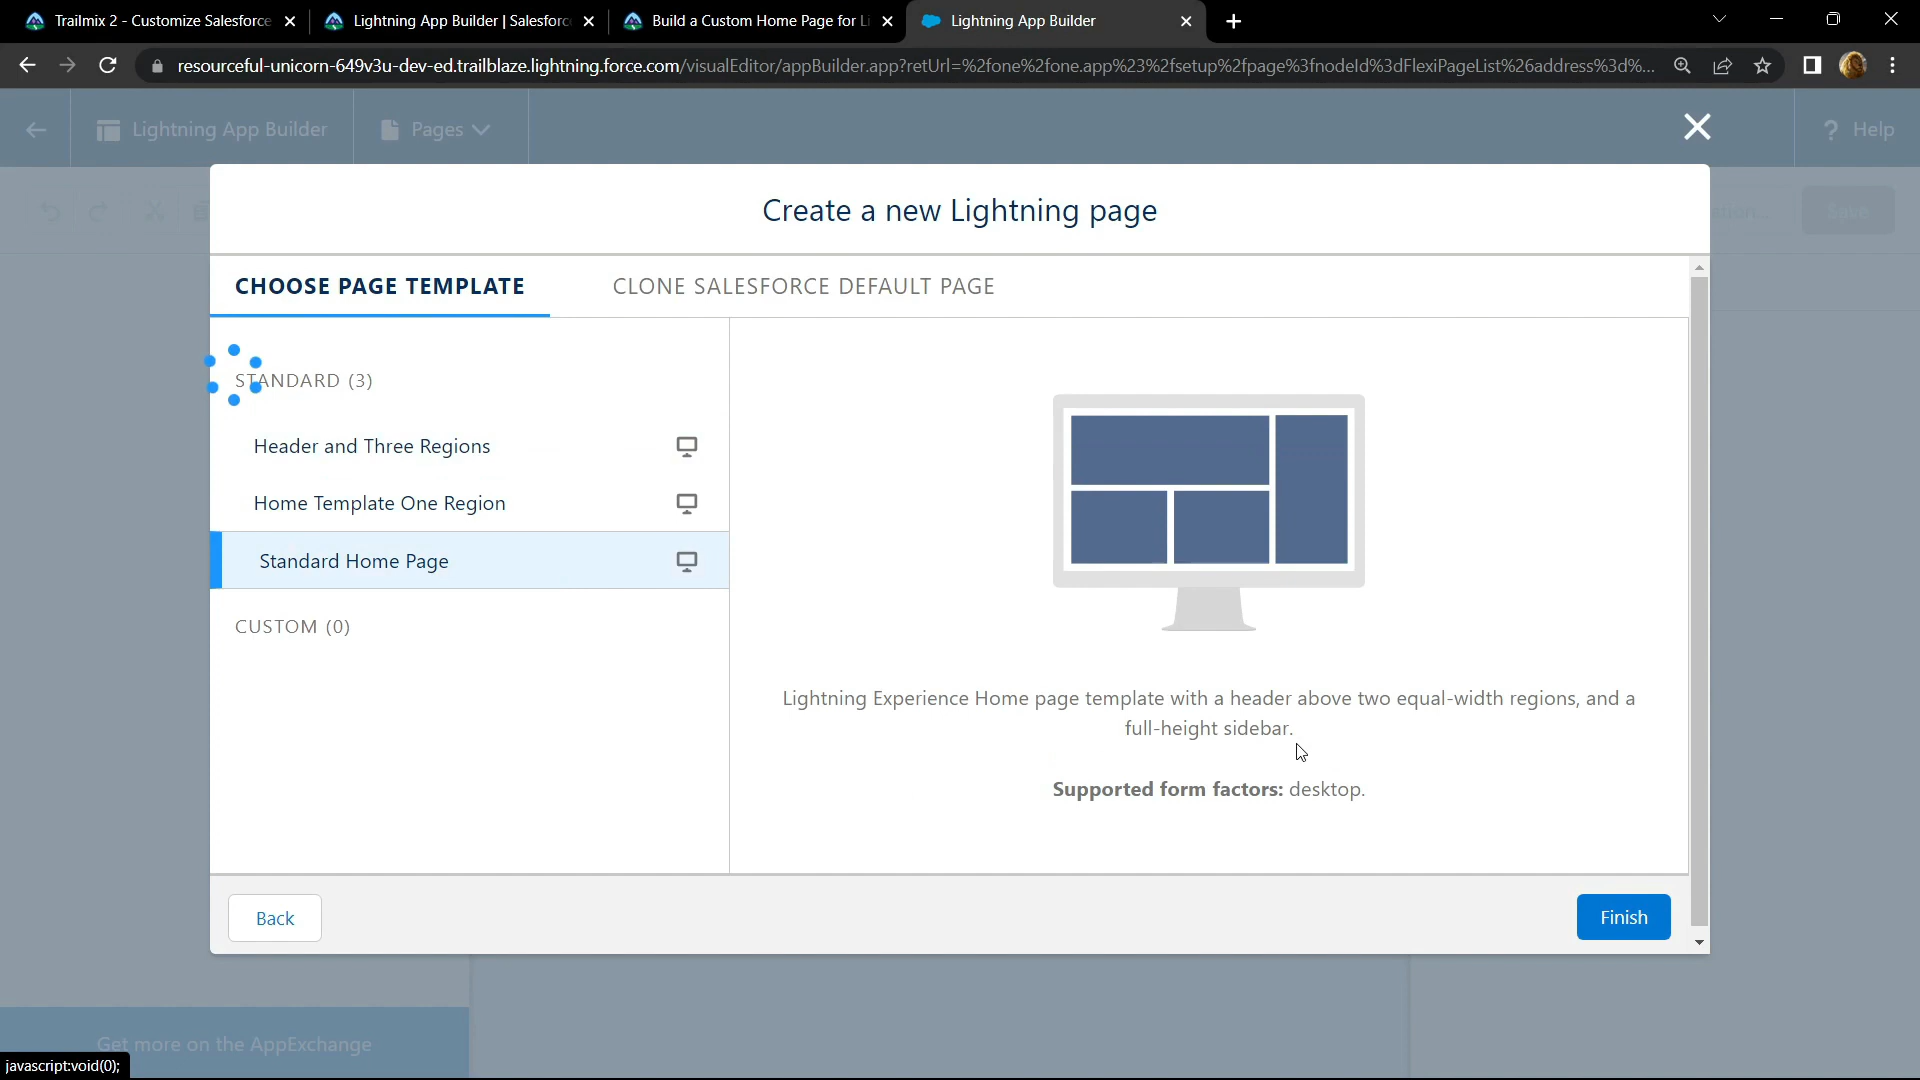 Trailmix 2 - Customize Salesforce
Lightning App Builder | Salesforc
Build a Custom Home Page for Li
Lightning App Builder
resourceful-unicorn-649v3u-dev-ed.trailblaze.lightning.force.com/visualEditor/appBuilder.app?retUrl=%2fone%2fone.app%23%2fsetup%2fpage%3fnodeId%3dFlexiPageList%26address%3d%...
Lightning App Builder
Pages
? Help
Save
Create a new Lightning page
CHOOSE PAGE TEMPLATE
CLONE SALESFORCE DEFAULT PAGE
STANDARD (3)
Header and Three Regions
Home Template One Region
Standard Home Page
CUSTOM (0)
Lightning Experience Home page template with a header above two equal-width regions, and a
full-height sidebar.
Supported form factors: desktop.
Back
Finish
Get more on the AppExchange
javascript:void(0);